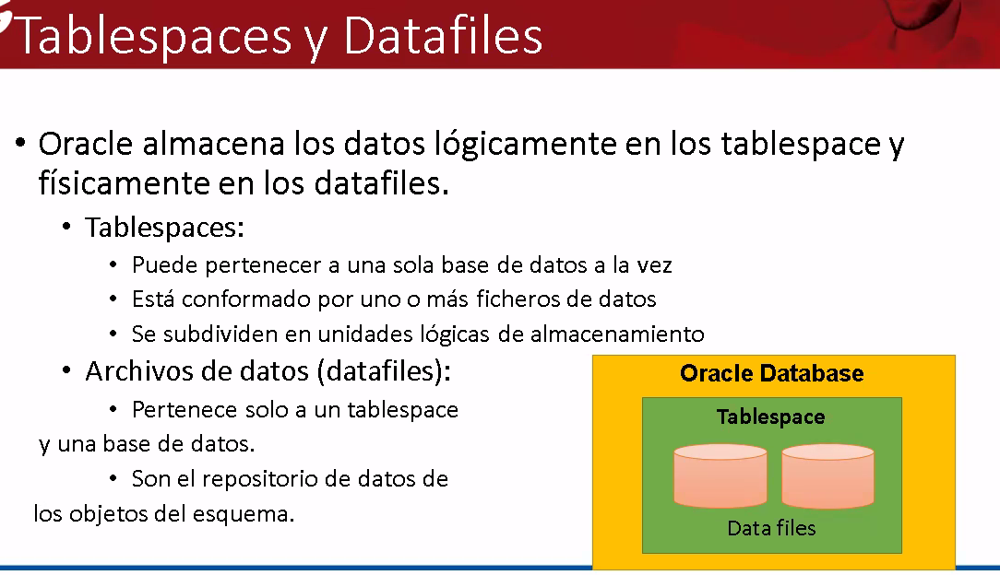 Tablespaces y Datafiles
• Oracle almacena los datos lógicamente en los tablespace y
físicamente en los datafiles.
• Tablespaces:
• Puede pertenecer a una sola base de datos a la vez
• Está conformado por uno o más ficheros de datos
• Se subdividen en unidades lógicas de almacenamiento
• Archivos de datos (datafiles):
• Pertenece solo a un tablespace
y una base de datos.
• Son el repositorio de datos de
los objetos del esquema.
Oracle Database
Tablespace
Data files